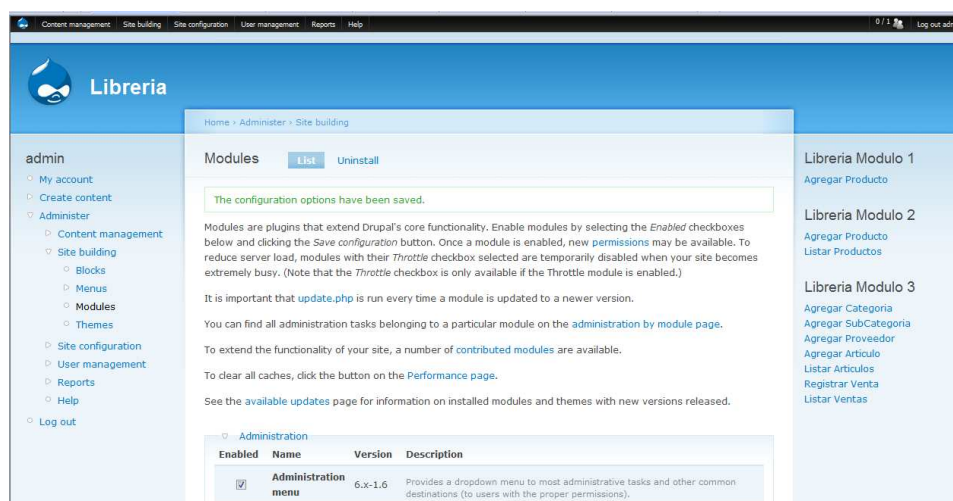 Content management Site building Site configuration User management Reports Help 0 / 1 Log out adm
Libreria
Home › Administer › Site building
admin
My account
Create content
Administer
Content management
Site building
Blocks
Menus
Modules
Themes
Site configuration
User management
Reports
Help
Log out
Modules List Uninstall
The configuration options have been saved.
Modules are plugins that extend Drupal's core functionality. Enable modules by selecting the Enabled checkboxes
below and clicking the Save configuration button. Once a module is enabled, new permissions may be available. To
reduce server load, modules with their Throttle checkbox selected are temporarily disabled when your site becomes
extremely busy. (Note that the Throttle checkbox is only available if the Throttle module is enabled.)
It is important that update.php is run every time a module is updated to a newer version.
You can find all administration tasks belonging to a particular module on the administration by module page.
To extend the functionality of your site, a number of contributed modules are available.
To clear all caches, click the button on the Performance page.
See the available updates page for information on installed modules and themes with new versions released.
Administration
Enabled Name Version Description
Administration
menu
6.x-1.6
Provides a dropdown menu to most administrative tasks and other common
destinations (to users with the proper permissions).
Libreria Modulo 1
Agregar Producto
Libreria Modulo 2
Agregar Producto
Listar Productos
Libreria Modulo 3
Agregar Categoria
Agregar SubCategoria
Agregar Proveedor
Agregar Articulo
Listar Articulos
Registrar Venta
Listar Ventas